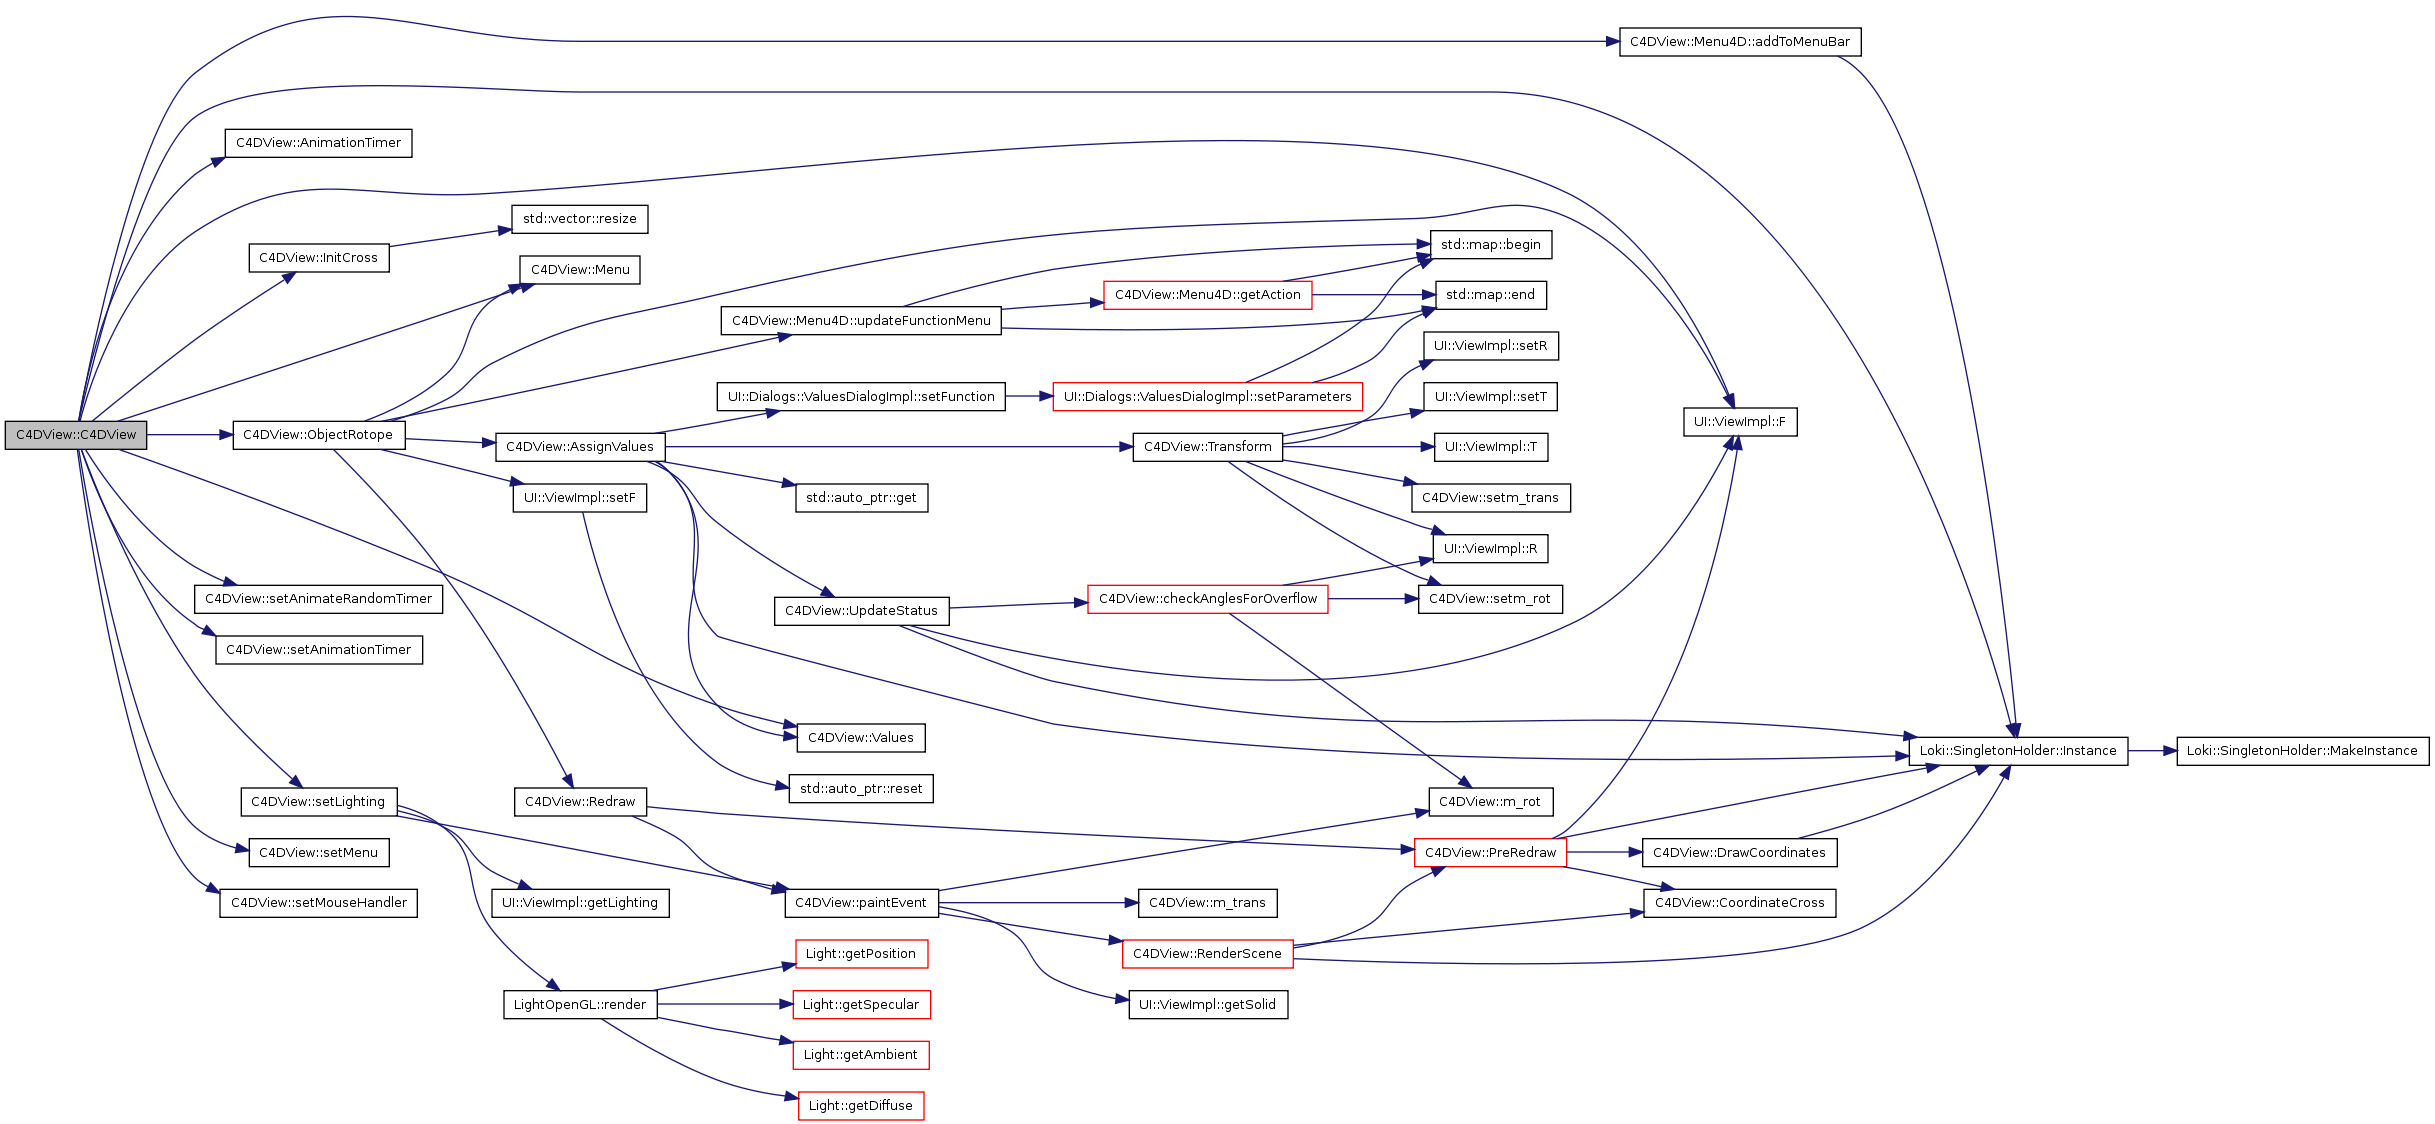 C4DView::Menu4D::addToMenuBar
C4DView::AnimationTimer
std::vector::resize
std::map::begin
C4DView::InitCross
C4DView::Menu
C4DView::Menu4D::getAction
std::map::end
C4DView::Menu4D::updateFunctionMenu
UI::ViewImpl::setR
UI::Dialogs::ValuesDialogImpl::setFunction
UI::Dialogs::ValuesDialogImpl::setParameters
UI::ViewImpl::setT
UI::ViewImpl::F
C4DView::C4DView
C4DView::ObjectRotope
C4DView::AssignValues
C4DView::Transform
UI::ViewImpl::T
UI::ViewImpl::setF
std::auto_ptr::get
C4DView::setm_trans
UI::ViewImpl::R
C4DView::setAnimateRandomTimer
C4DView::UpdateStatus
C4DView::checkAnglesForOverflow
C4DView::setm_rot
C4DView::setAnimationTimer
C4DView::Values
Loki::SingletonHolder::Instance
Loki::SingletonHolder::MakeInstance
std::auto_ptr::reset
C4DView::setLighting
C4DView::Redraw
C4DView::m_rot
C4DView::setMenu
C4DView::PreRedraw
C4DView::DrawCoordinates
C4DView::setMouseHandler
UI::ViewImpl::getLighting
C4DView::paintEvent
C4DView::m_trans
C4DView::CoordinateCross
Light::getPosition
C4DView::RenderScene
LightOpenGL::render
Light::getSpecular
UI::ViewImpl::getSolid
Light::getAmbient
Light::getDiffuse